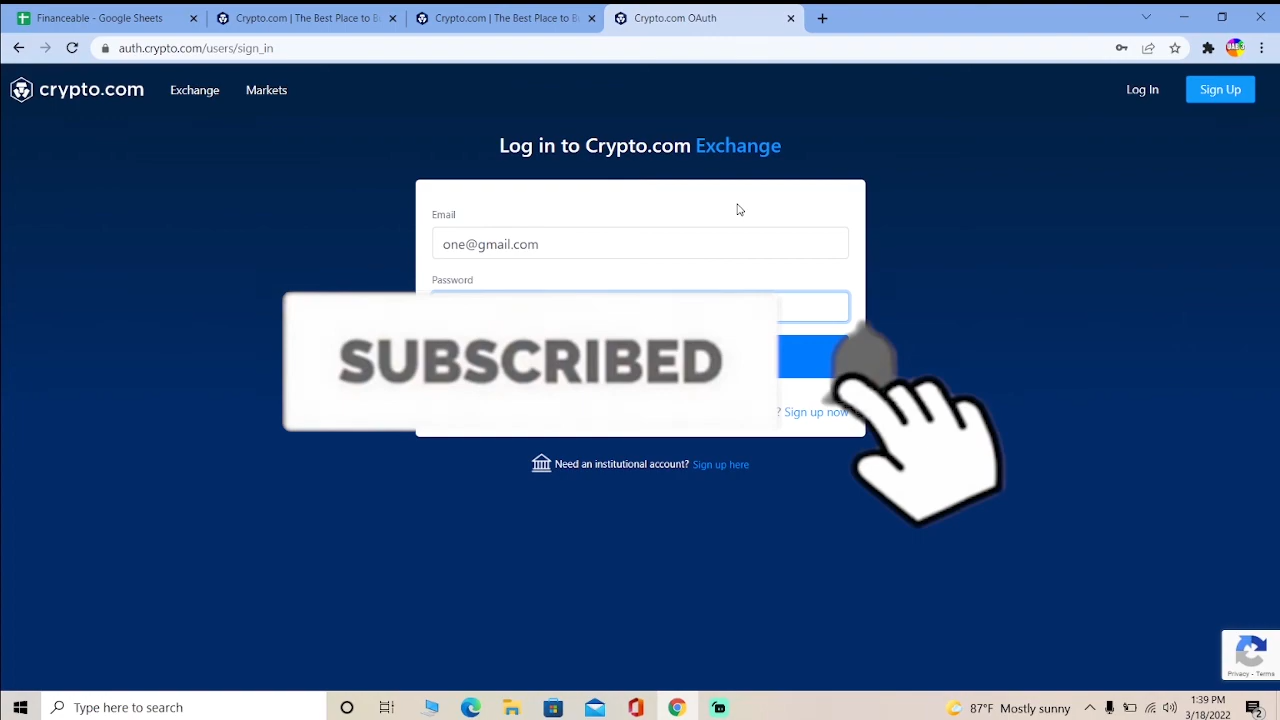 Financeable - Google Sheets
Crypto.com | The Best Place to B
Crypto.com | The Best Place to B
Crypto.com OAuth
auth.crypto.com/users/sign_in
crypto.com
Exchange
Markets
Log In
Sign Up
Log in to Crypto.com Exchange
Email
one@gmail.com
Password
SUBSCRIBED
? Sign up now
Need an institutional account? Sign up here
Privacy - Terms
Type here to search
87°F Mostly sunny
1:39 PM
3/18/2022
2